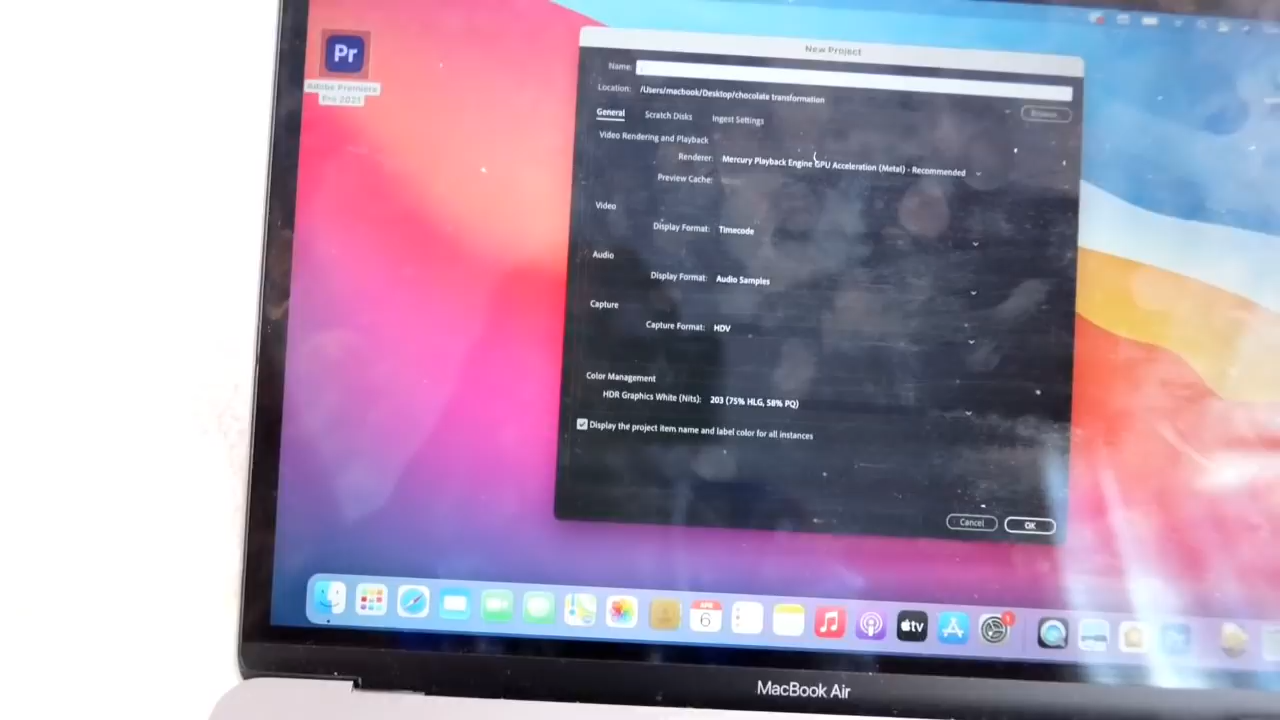 Pr
Adobe Premiere
Pro 2021
New Project
Name:
Location: /Users/macbook/Desktop/chocolate transformation
Browse...
General Scratch Disks Ingest Settings
Video Rendering and Playback
Renderer: Mercury Playback Engine GPU Acceleration (Metal) - Recommended
Preview Cache:
Video
Display Format: Timecode
Audio
Display Format: Audio Samples
Capture
Capture Format: HDV
Color Management
HDR Graphics White (Nits): 203 (75% HLG, 58% PQ)
Display the project item name and label color for all instances
Cancel OK
APR
6
tv
1
MacBook Air